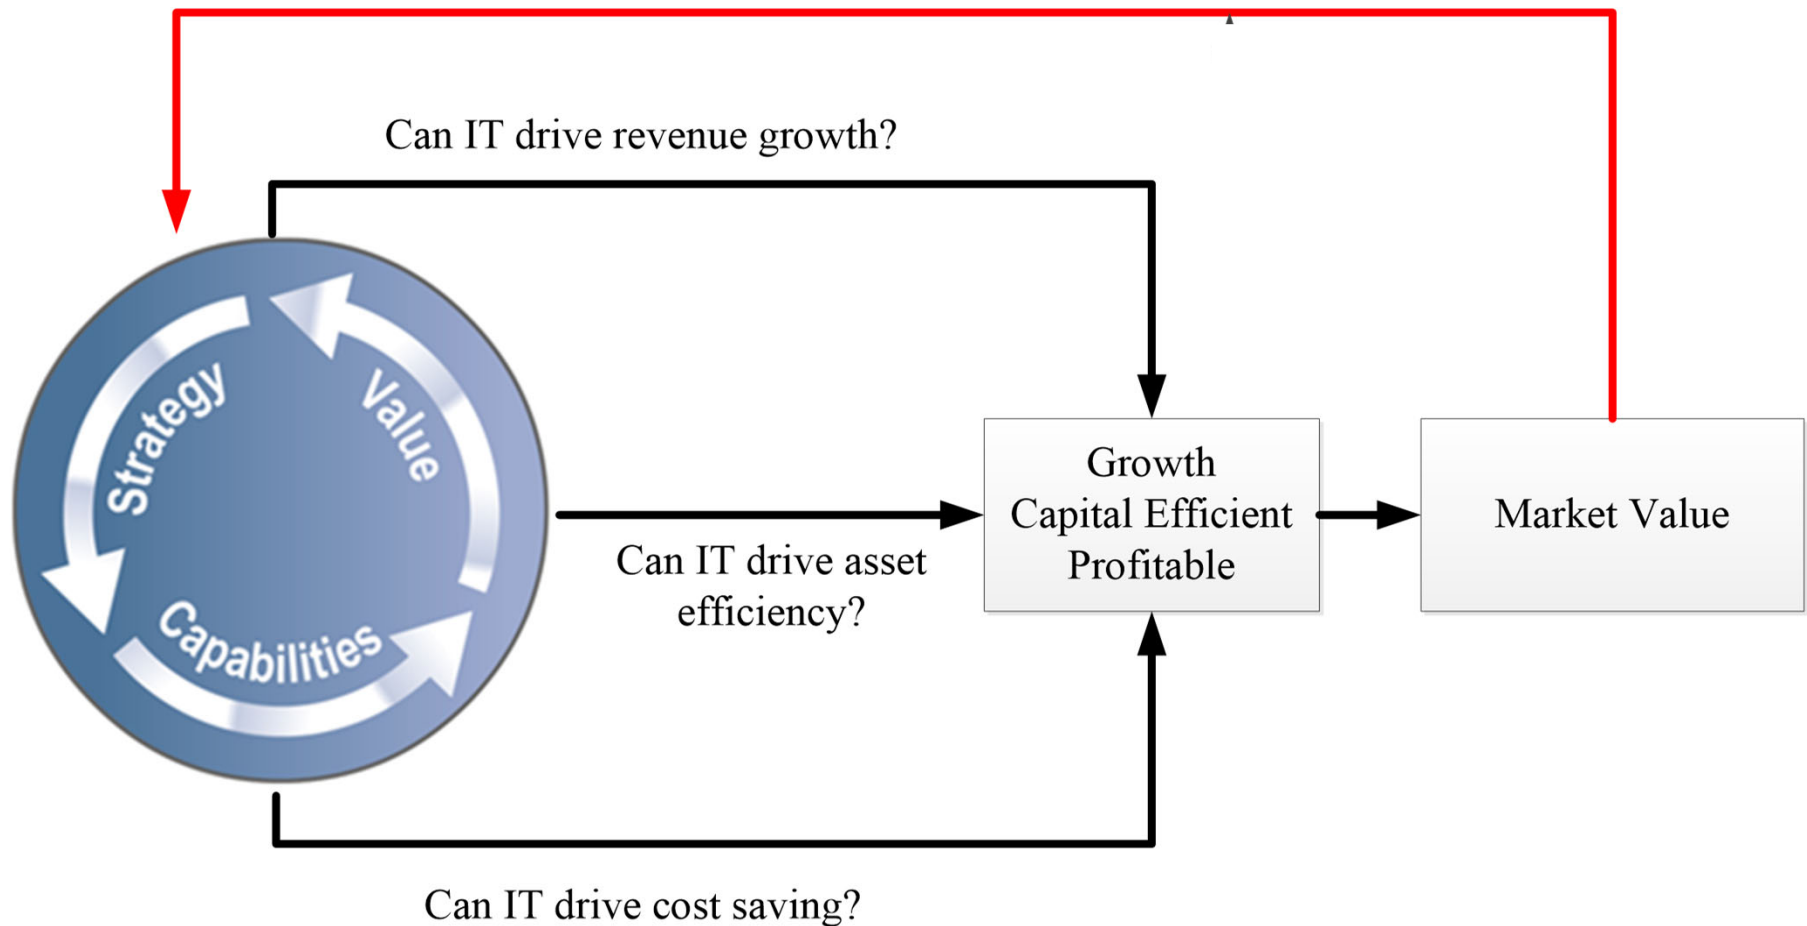 Can IT drive revenue growth?
Strategy
Value
Capabilities
Can IT drive asset
efficiency?
Growth
Capital Efficient
Profitable
Market Value
Can IT drive cost saving?